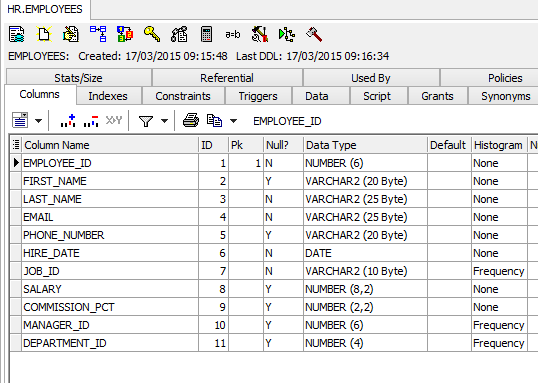 HR.EMPLOYEES
a=b
EMPLOYEES: Created: 17/03/2015 09:15:48 Last DDL: 17/03/2015 09:16:34
Stats/Size Referential Used By Policies
Columns Indexes Constraints Triggers Data Script Grants Synonyms
EMPLOYEE_ID
Column Name ID Pk Null? Data Type Default Histogram N
EMPLOYEE_ID 1 1 N NUMBER (6) None
FIRST_NAME 2 Y VARCHAR2 (20 Byte) None
LAST_NAME 3 N VARCHAR2 (25 Byte) None
EMAIL 4 N VARCHAR2 (25 Byte) None
PHONE_NUMBER 5 Y VARCHAR2 (20 Byte) None
HIRE_DATE 6 N DATE None
JOB_ID 7 N VARCHAR2 (10 Byte) Frequency
SALARY 8 Y NUMBER (8,2) None
COMMISSION_PCT 9 Y NUMBER (2,2) None
MANAGER_ID 10 Y NUMBER (6) Frequency
DEPARTMENT_ID 11 Y NUMBER (4) Frequency